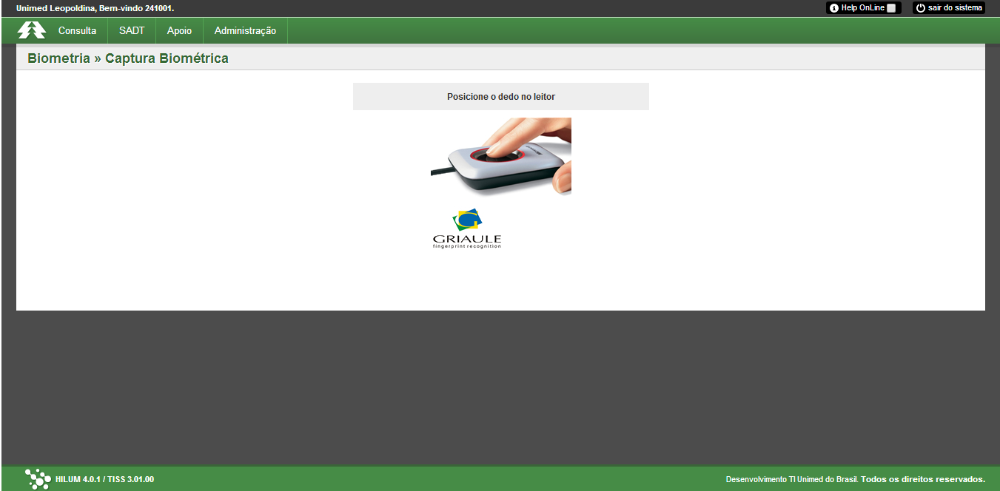 Unimed Leopoldina, Bem-vindo 241001.
Help OnLine
sair do sistema
Consulta SADT Apoio Administração
Biometria » Captura Biométrica
Posicione o dedo no leitor
GRIAULE
fingerprint recognition
HILUM 4.0.1 / TISS 3.01.00
Desenvolvimento TI Unimed do Brasil. Todos os direitos reservados.